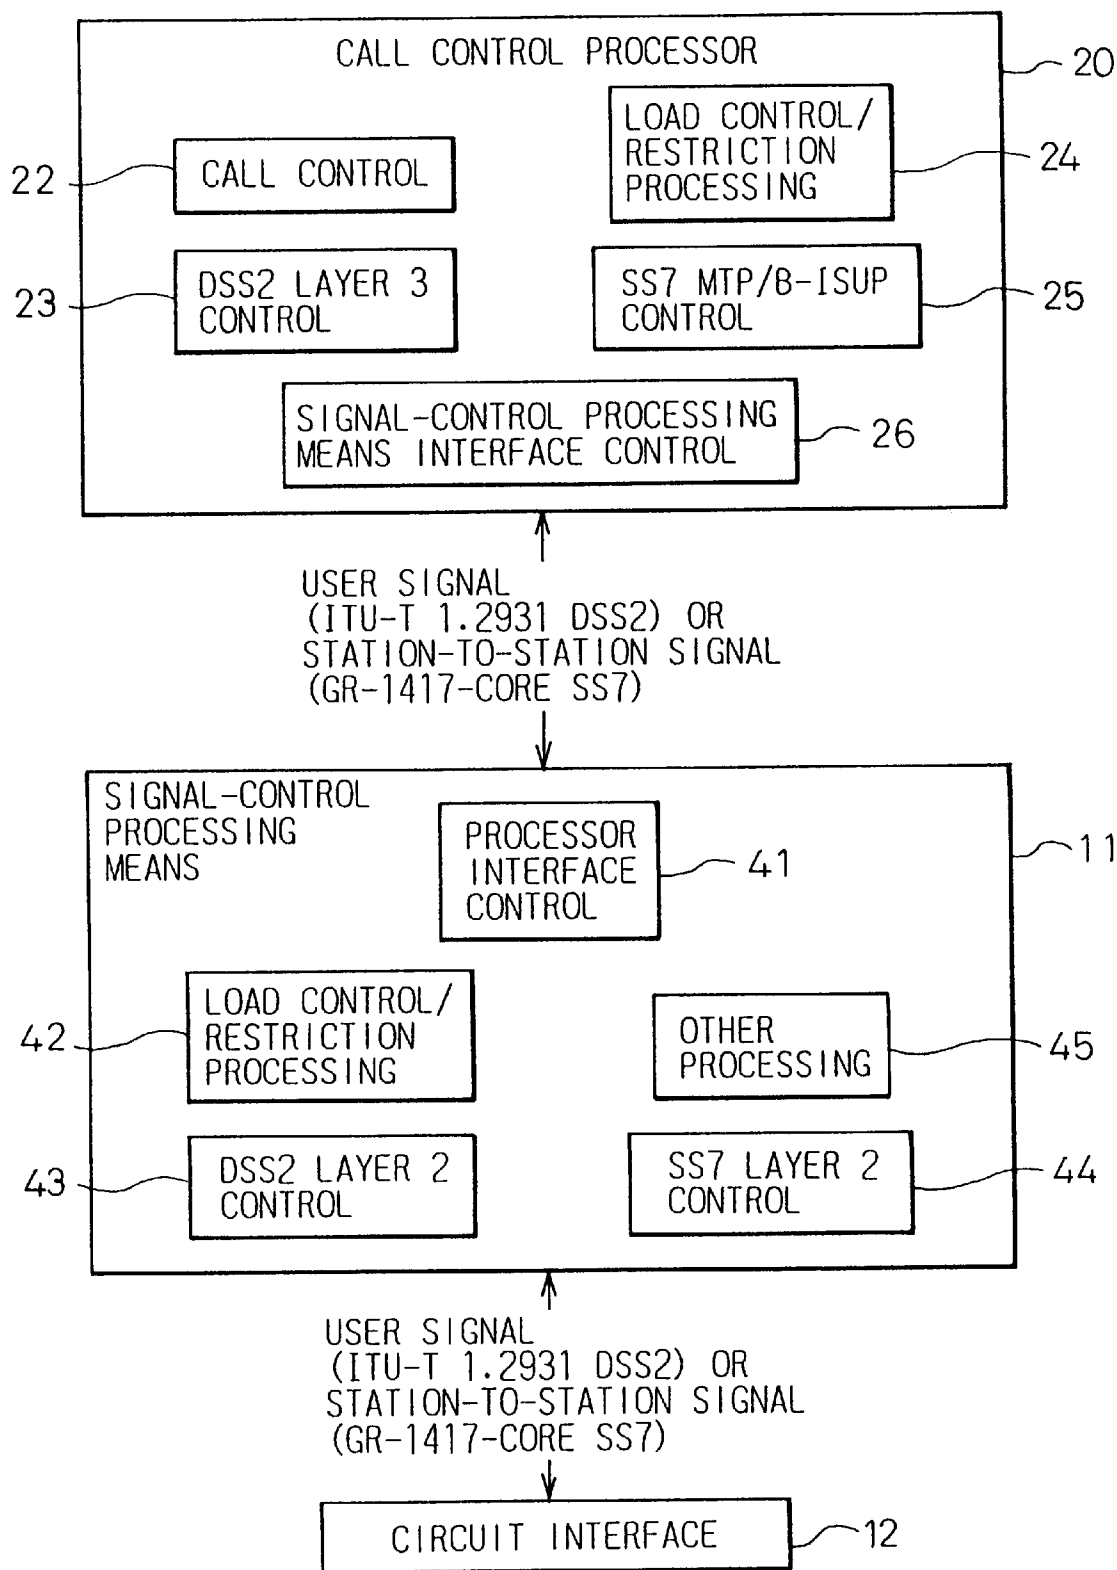 CALL CONTROL PROCESSOR
20
LOAD CONTROL/
RESTRICTION
PROCESSING
24
22
CALL CONTROL
23
DSS2 LAYER 3
CONTROL
SS7 MTP/B-ISUP
CONTROL
25
SIGNAL-CONTROL PROCESSING
MEANS INTERFACE CONTROL
26
USER SIGNAL
(ITU-T 1.2931 DSS2) OR
STATION-TO-STATION SIGNAL
(GR-1417-CORE SS7)
SIGNAL-CONTROL
PROCESSING
MEANS
11
PROCESSOR
INTERFACE
CONTROL
41
42
LOAD CONTROL/
RESTRICTION
PROCESSING
OTHER
PROCESSING
45
43
DSS2 LAYER 2
CONTROL
SS7 LAYER 2
CONTROL
44
USER SIGNAL
(ITU-T 1.2931 DSS2) OR
STATION-TO-STATION SIGNAL
(GR-1417-CORE SS7)
CIRCUIT INTERFACE
12